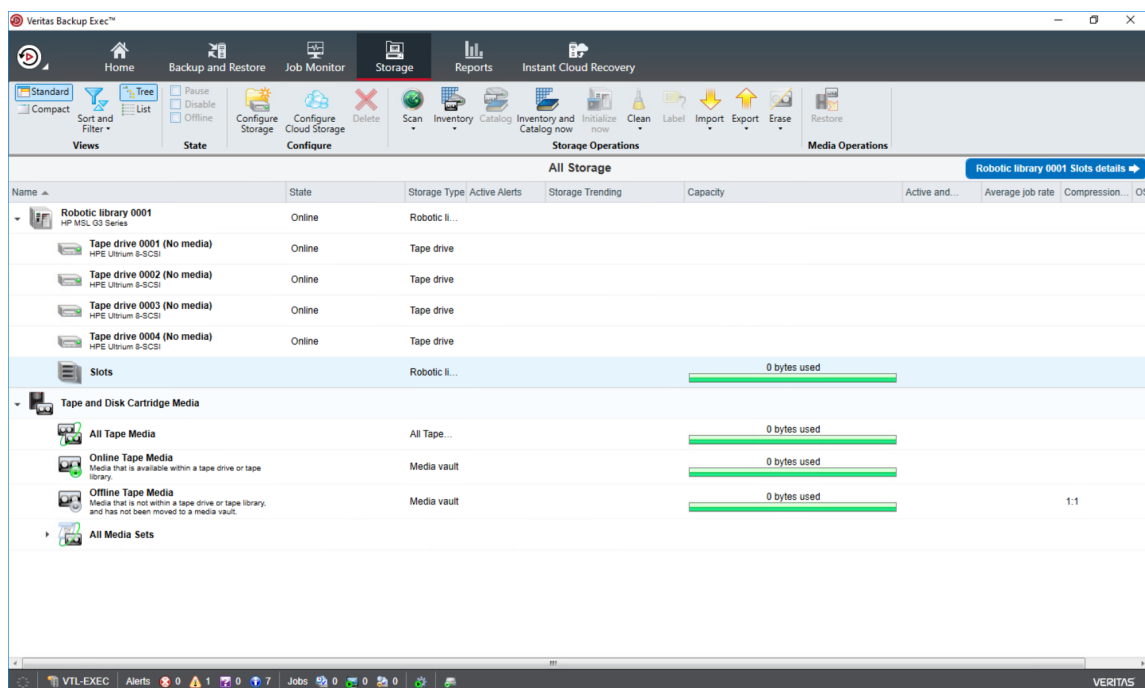 Veritas Backup Exec™
Home
Backup and Restore
Job Monitor
Storage
Reports
Instant Cloud Recovery
Standard
Compact
Sort and
Filter
Tree
List
Views
Pause
Disable
Offline
State
Configure
Storage
Configure
Cloud Storage
Delete
Configure
Scan
Inventory
Catalog
Inventory and
Catalog now
Initialize
now
Clean
Label
Import
Export
Erase
Storage Operations
Restore
Media Operations
All Storage
Robotic library 0001 Slots details
Name State Storage Type Active Alerts Storage Trending Capacity Active and... Average job rate Compression... OS
Robotic library 0001 Online Robotic li...
HP MSL G3 Series
Tape drive 0001 (No media) Online Tape drive
HPE Ultrium 8-SCSI
Tape drive 0002 (No media) Online Tape drive
HPE Ultrium 8-SCSI
Tape drive 0003 (No media) Online Tape drive
HPE Ultrium 8-SCSI
Tape drive 0004 (No media) Online Tape drive
HPE Ultrium 8-SCSI
Slots Robotic li... 0 bytes used
Tape and Disk Cartridge Media
All Tape Media All Tape... 0 bytes used
Online Tape Media Media vault 0 bytes used
Media that is available within a tape drive or tape
library.
Offline Tape Media Media vault 0 bytes used 1:1
Media that is not within a tape drive or tape library,
and has not been moved to a media vault.
All Media Sets
VTL-EXEC Alerts 0 1 0 7 Jobs 0 0 0 VERITAS